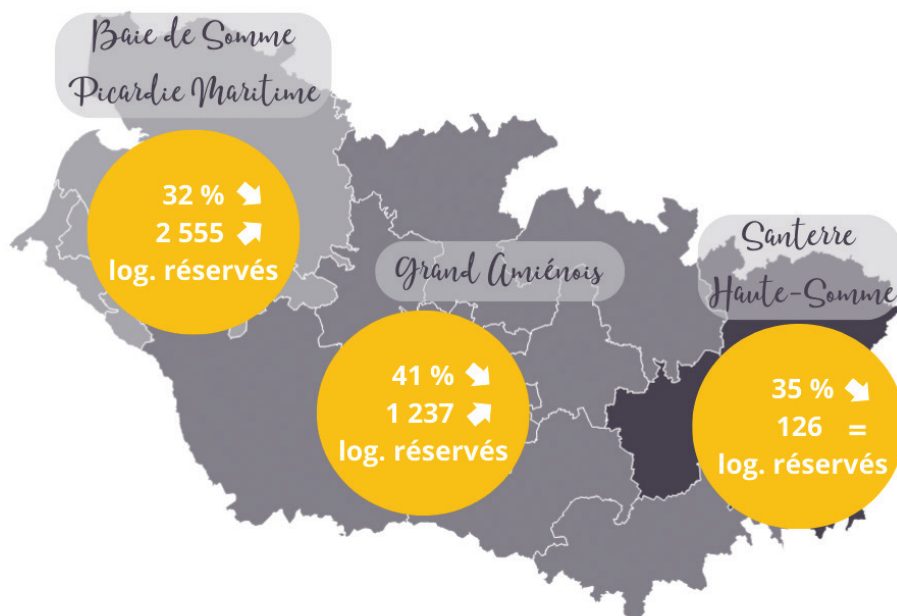 Baie de Somme
Picardie Maritime
32 %
2 555
log. réservés
Grand Amiénois
41 %
1 237
log. réservés
Santerre
Haute-Somme
35 %
126 =
log. réservés